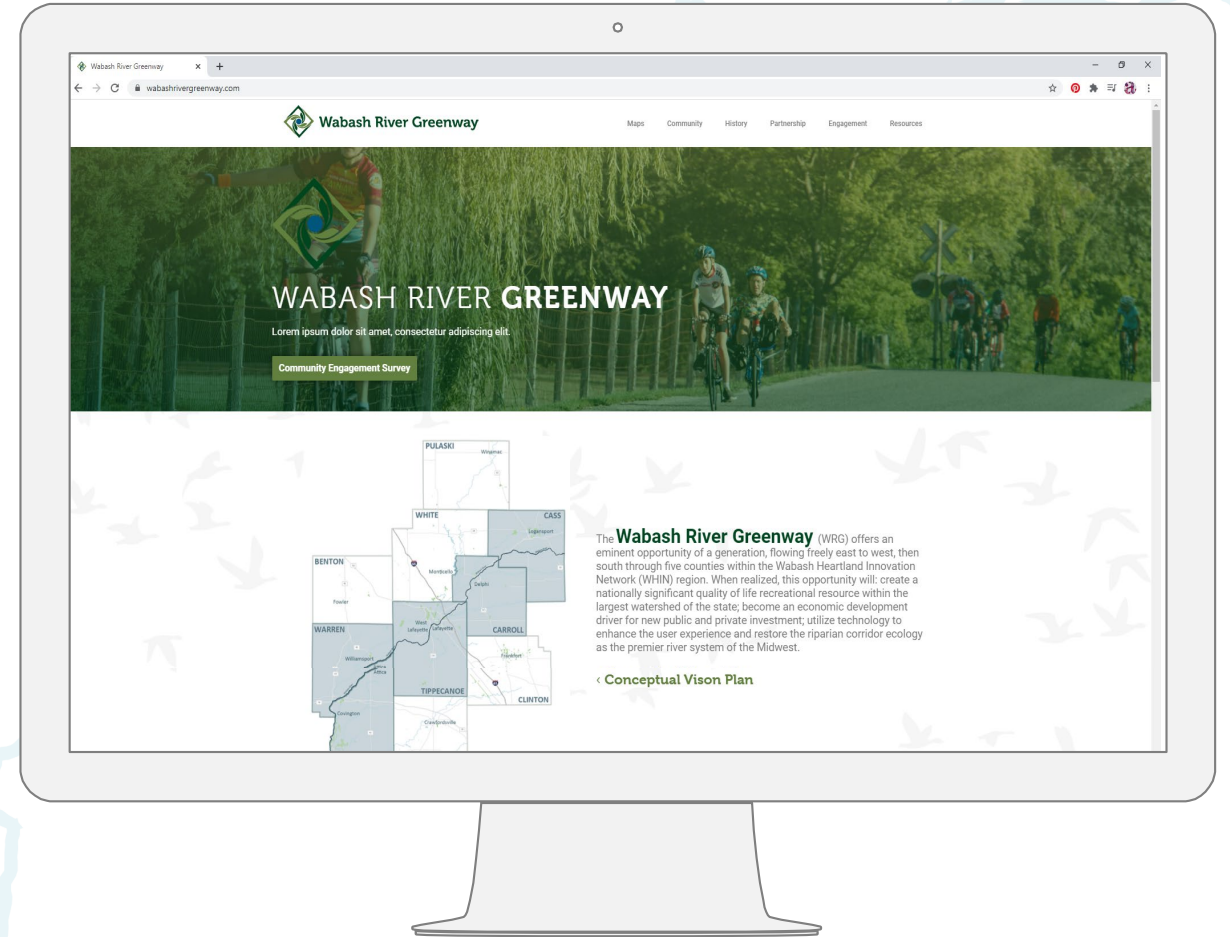 Wabash River Greenway
wabashrivergreenway.com
Wabash River Greenway
Maps Community History Partnership Engagement Resources
WABASH RIVER GREENWAY
Lorem ipsum dolor sit amet, consectetur adipiscing elit.
Community Engagement Survey
PULASKI
Winamac
WHITE
CASS
Logansport
BENTON
Monticello
Delphi
Fowler
West
Lafayette Lafayette
WARREN
CARROLL
Williamsport
Attica
Frankfort
TIPPECANOE
CLINTON
Covington
Crawfordsville
The Wabash River Greenway (WRG) offers an
eminent opportunity of a generation, flowing freely east to west, then
south through five counties within the Wabash Heartland Innovation
Network (WHIN) region. When realized, this opportunity will: create a
nationally significant quality of life recreational resource within the
largest watershed of the state; become an economic development
driver for new public and private investment; utilize technology to
enhance the user experience and restore the riparian corridor ecology
as the premier river system of the Midwest.
‹ Conceptual Vison Plan